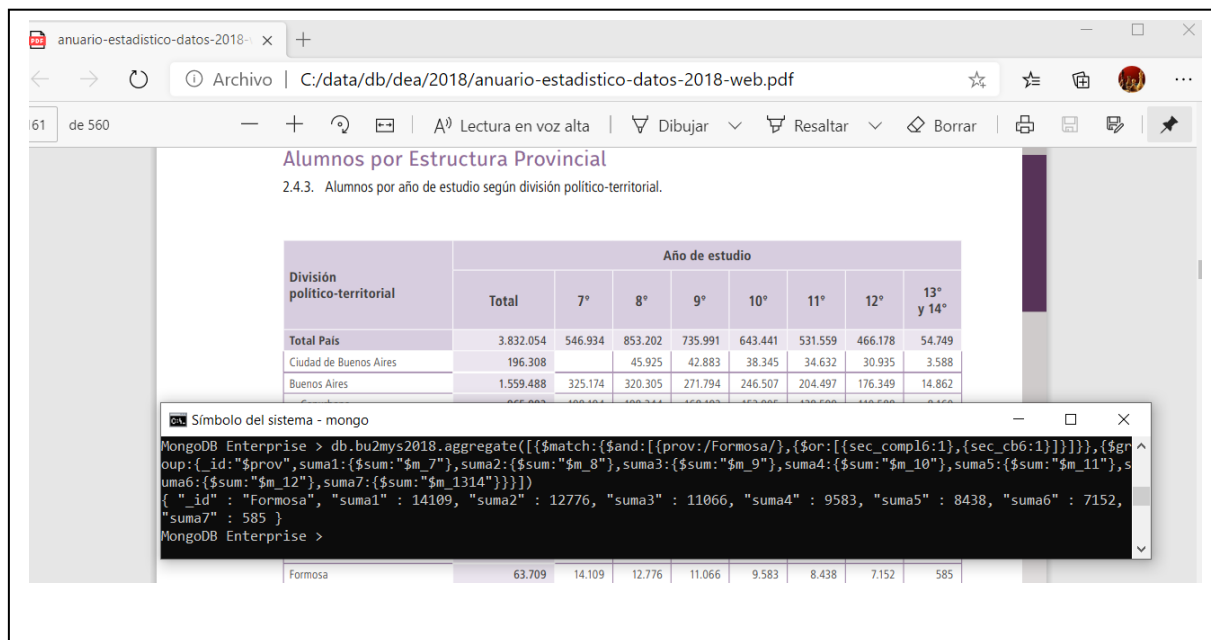 anuario-estadistico-datos-2018-
Archivo | C:/data/db/dea/2018/anuario-estadistico-datos-2018-web.pdf
161 de 560 Lectura en voz alta Dibujar Resaltar Borrar
Alumnos por Estructura Provincial
2.4.3. Alumnos por año de estudio según división político-territorial.
Año de estudio
División
político-territorial
Total 7° 8° 9° 10° 11° 12° 13°
y 14°
Total País 3.832.054 546.934 853.202 735.991 643.441 531.559 466.178 54.749
Ciudad de Buenos Aires 196.308 45.925 42.883 38.345 34.632 30.935 3.588
Buenos Aires 1.559.488 325.174 320.305 271.794 246.507 204.497 176.349 14.862
Símbolo del sistema - mongo
MongoDB Enterprise > db.bu2mys2018.aggregate([{$match:{$and:[{prov:/Formosa/},{$or:[{sec_compl6:1},{sec_cb6:1}]}]}},{$gr
oup:{_id:"$prov",suma1:{$sum:"$m_7"},suma2:{$sum:"$m_8"},suma3:{$sum:"$m_9"},suma4:{$sum:"$m_10"},suma5:{$sum:"$m_11"},s
uma6:{$sum:"$m_12"},suma7:{$sum:"$m_1314"}}}])
{ "_id" : "Formosa", "suma1" : 14109, "suma2" : 12776, "suma3" : 11066, "suma4" : 9583, "suma5" : 8438, "suma6" : 7152,
"suma7" : 585 }
MongoDB Enterprise >
Formosa 63.709 14.109 12.776 11.066 9.583 8.438 7.152 585